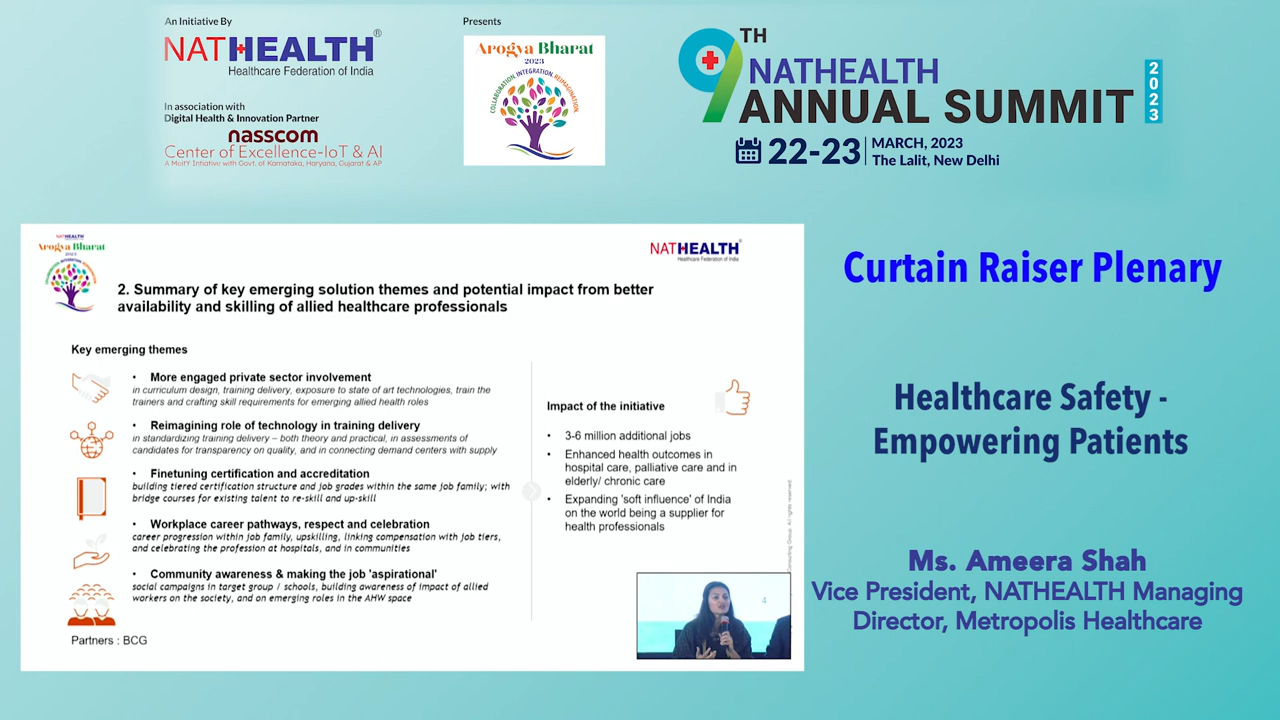 An Initiative By
NATHEALTH®
Healthcare Federation of India
In association with
Digital Health & Innovation Partner
nasscom
Center of Excellence-IoT & AI
A MeitY Initiative with Govt. of Karnataka, Haryana, Gujarat & AP
Presents
Arogya Bharat
2023
COLLABORATION, INTEGRATION, REIMAGINATION
9TH
NATHEALTH
ANNUAL SUMMIT
2023
22-23
MARCH, 2023
The Lalit, New Delhi
NATHEALTH
Arogya Bharat
2023
NATHEALTH
Healthcare Federation of India
2. Summary of key emerging solution themes and potential impact from better
availability and skilling of allied healthcare professionals
Key emerging themes
• More engaged private sector involvement
in curriculum design, training delivery, exposure to state of art technologies, train the
trainers and crafting skill requirements for emerging allied health roles
• Reimagining role of technology in training delivery
in standardizing training delivery – both theory and practical, in assessments of
candidates for transparency on quality, and in connecting demand centers with supply
• Finetuning certification and accreditation
building tiered certification structure and job grades within the same job family; with
bridge courses for existing talent to re-skill and up-skill
• Workplace career pathways, respect and celebration
career progression within job family, upskilling, linking compensation with job tiers,
and celebrating the profession at hospitals, and in communities
• Community awareness & making the job 'aspirational'
social campaigns in target group / schools, building awareness of impact of allied
workers on the society, and on emerging roles in the AHW space
Partners : BCG
Impact of the initiative
• 3-6 million additional jobs
• Enhanced health outcomes in
hospital care, palliative care and in
elderly/ chronic care
• Expanding 'soft influence' of India
on the world being a supplier for
health professionals
Consulting Group. All rights reserved.
4
Curtain Raiser Plenary
Healthcare Safety -
Empowering Patients
Ms. Ameera Shah
Vice President, NATHEALTH Managing
Director, Metropolis Healthcare